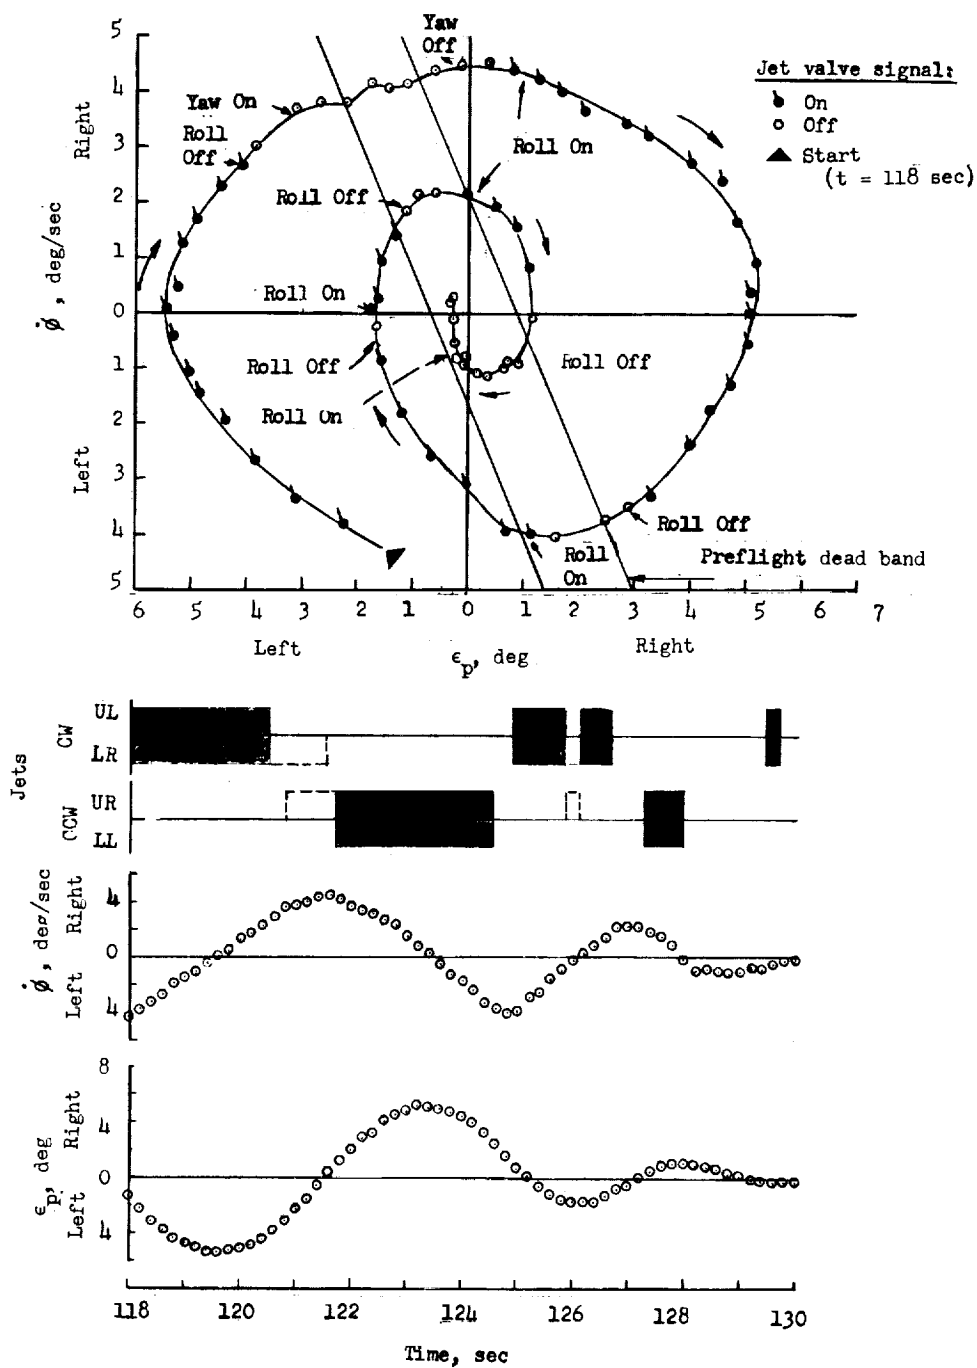 5
4
3
2
1
0
1
2
3
4
5
Right
Left
φ̇, deg/sec
Yaw
Off
Yaw On
Roll
Off
Roll On
Roll Off
Roll On
Roll Off
Roll Off
Roll On
Roll Off
Roll
On
Preflight dead band
Jet valve signal:
On
Off
Start
(t = 118 sec)
6 5 4 3 2 1 0 1 2 3 4 5 6 7
Left
εp, deg
Right
Jets
CW
UL
LR
CCW
UR
LL
φ̇, deg/sec
Left Right
4
0
4
εp, deg
Left Right
8
4
0
4
118 120 122 124 126 128 130
Time, sec